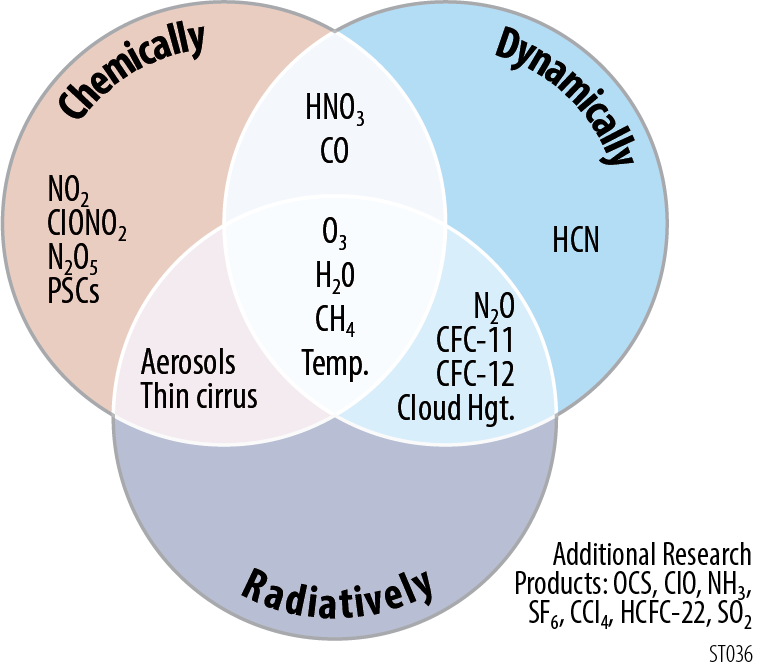 Chemically
Dynamically
HNO₃
CO
NO₂
ClONO₂
N₂O₅
PSCs
O₃
H₂0
CH₄
Temp.
HCN
N₂O
CFC-11
CFC-12
Cloud Hgt.
Aerosols
Thin cirrus
Radiatively
Additional Research
Products: OCS, ClO, NH₃,
SF₆, CCl₄, HCFC-22, SO₂
ST036